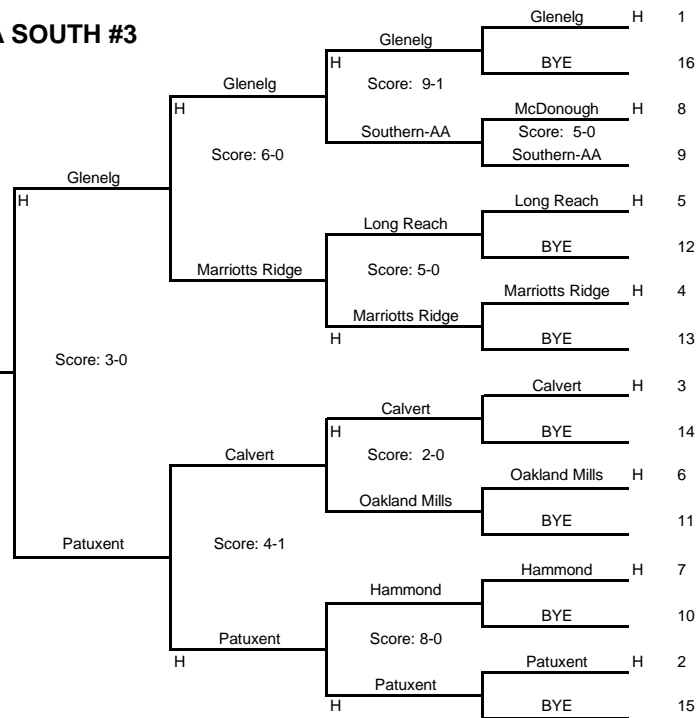 A SOUTH #3
Glenelg H 1
Glenelg
H BYE 16
Glenelg Score: 9-1
H McDonough H 8
Southern-AA Score: 5-0
Score: 6-0 Southern-AA 9
Glenelg
H Long Reach H 5
Long Reach
BYE 12
Marriotts Ridge Score: 5-0
Marriotts Ridge H 4
Marriotts Ridge
H BYE 13
Score: 3-0
Calvert H 3
Calvert
H BYE 14
Calvert Score: 2-0
Oakland Mills H 6
Oakland Mills
BYE 11
Patuxent Score: 4-1
Hammond H 7
Hammond
BYE 10
Patuxent Score: 8-0
H Patuxent H 2
Patuxent
H BYE 15